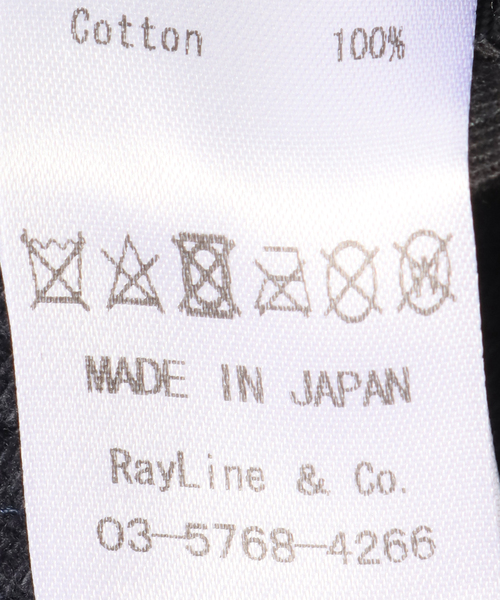 Cotton 100%
MADE IN JAPAN
RayLine & Co.
03-5768-4266